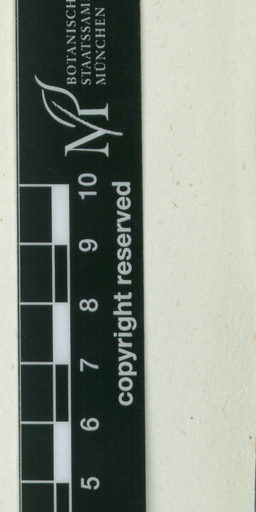 BOTANISCH
STAATSSAM
MÜNCHEN
M
10
9
8
7
6
5
copyright reserved